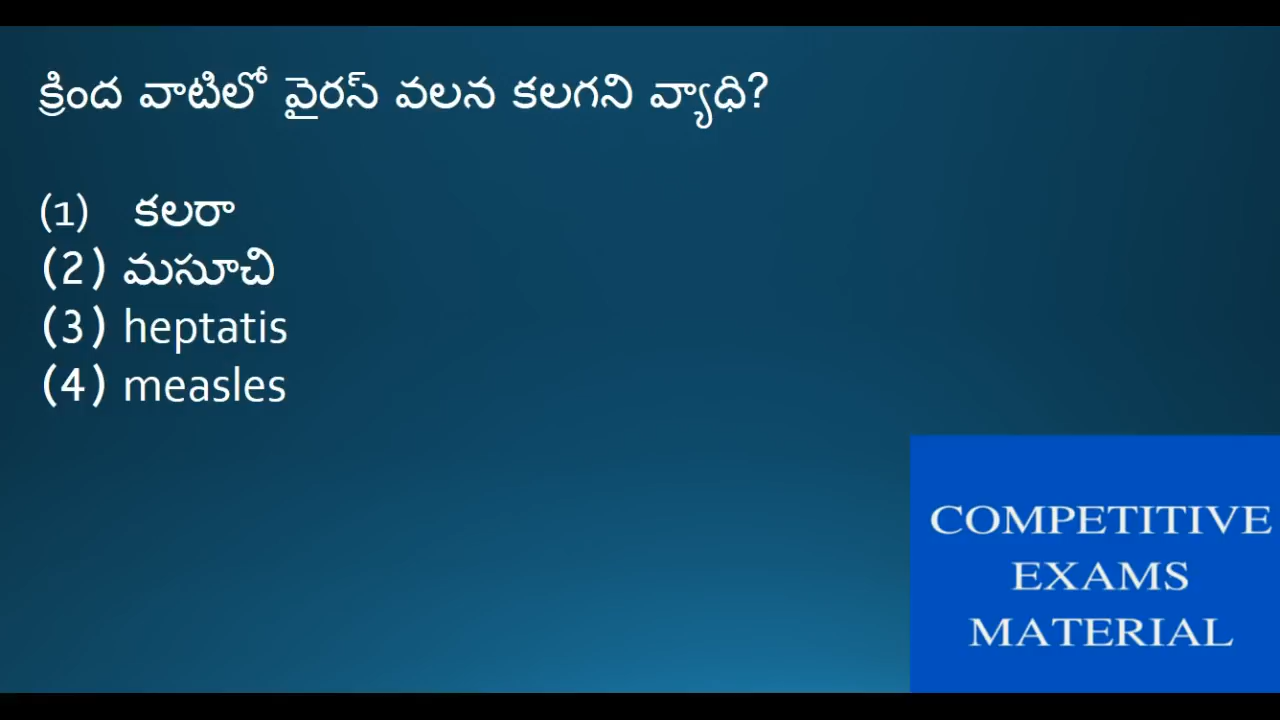 క్రింద వాటిలో వైరస్ వలన కలగని వ్యాధి?
(1) కలరా
(2) మసూచి
(3) heptatis
(4) measles
COMPETITIVE
EXAMS
MATERIAL